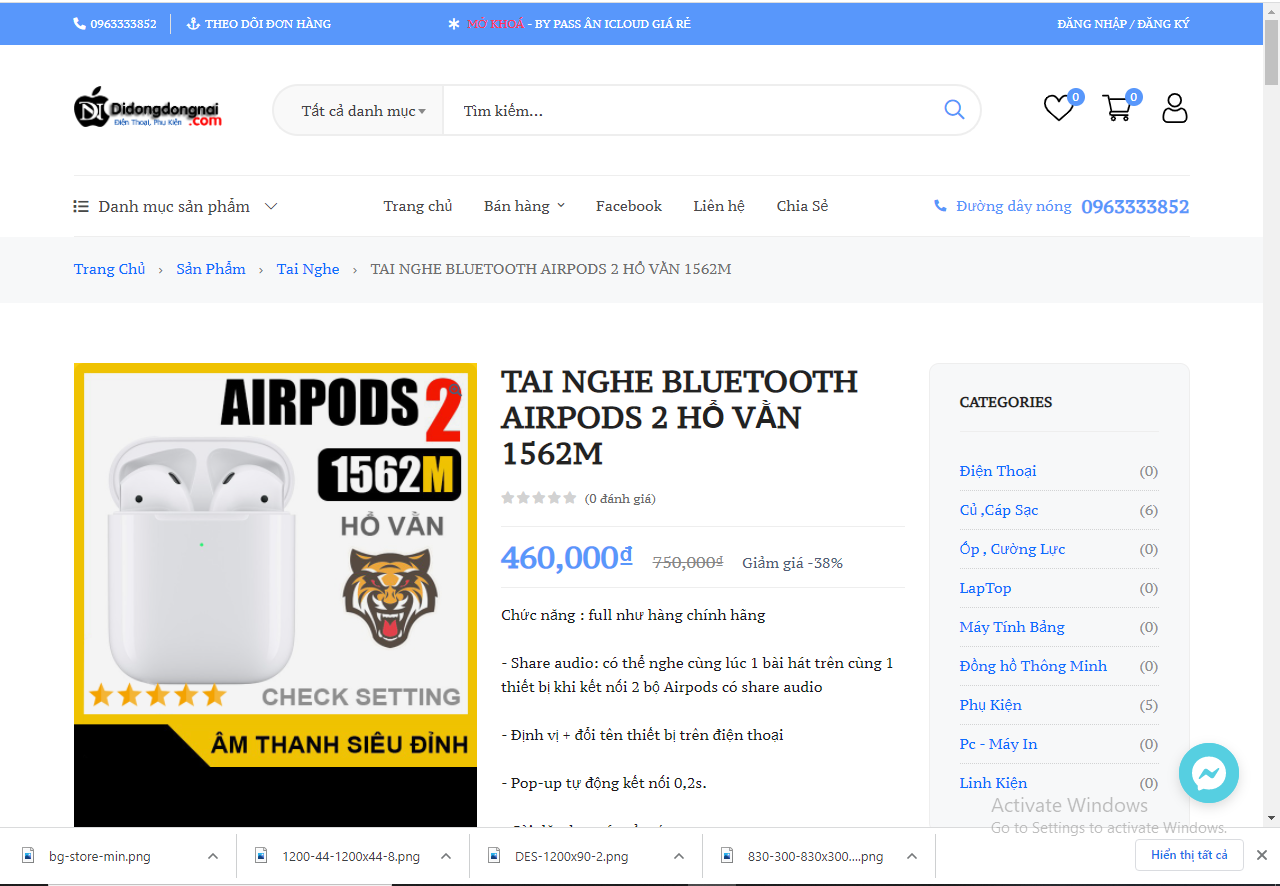 0963333852
THEO DÕI ĐƠN HÀNG
MỞ KHOÁ - BY PASS ẨN ICLOUD GIÁ RẺ
ĐĂNG NHẬP / ĐĂNG KÝ
Didongdongnai
Điện Thoại, Phụ Kiện .com
Tất cả danh mục
Tìm kiếm...
0
0
Danh mục sản phẩm
Trang chủ
Bán hàng
Facebook
Liên hệ
Chia Sẻ
Đường dây nóng 0963333852
Trang Chủ › Sản Phẩm › Tai Nghe › TAI NGHE BLUETOOTH AIRPODS 2 HỔ VẰN 1562M
AIRPODS 2
1562M
HỔ VẰN
CHECK SETTING
ÂM THANH SIÊU ĐỈNH
TAI NGHE BLUETOOTH
AIRPODS 2 HỔ VẰN
1562M
(0 đánh giá)
460,000₫ 750,000₫ Giảm giá -38%
Chức năng : full như hàng chính hãng
- Share audio: có thể nghe cùng lúc 1 bài hát trên cùng 1
thiết bị khi kết nối 2 bộ Airpods có share audio
- Định vị + đổi tên thiết bị trên điện thoại
- Pop-up tự động kết nối 0,2s.
CATEGORIES
Điện Thoại (0)
Củ ,Cáp Sạc (6)
Ốp , Cường Lực (0)
LapTop (0)
Máy Tính Bảng (0)
Đồng hồ Thông Minh (0)
Phụ Kiện (5)
Pc - Máy In (0)
Linh Kiện (0)
Activate Windows
Go to Settings to activate Windows.
bg-store-min.png
1200-44-1200x44-8.png
DES-1200x90-2.png
830-300-830x300....png
Hiển thị tất cả